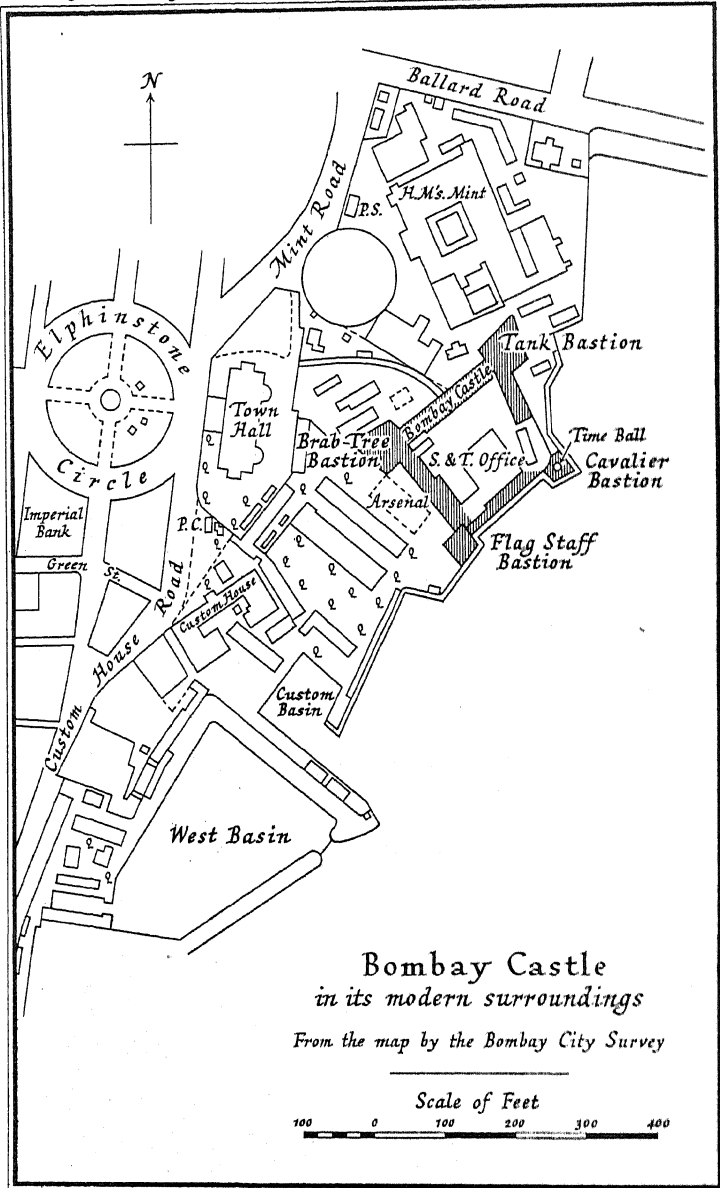 N
Ballard Road
Mint Road
P.S.
H.M's. Mint
Elphinstone
Circle
Tank Bastion
Bombay Castle
Town
Hall
Brab-Tree
Bastion
Time Ball
Cavalier
Bastion
S. & T. Office
Arsenal
Imperial
Bank
P.C.
Flag Staff
Bastion
Green St.
Custom House Road
Custom House
Custom
Basin
West Basin
Bombay Castle
in its modern surroundings
From the map by the Bombay City Survey
Scale of Feet
100 0 100 200 300 400